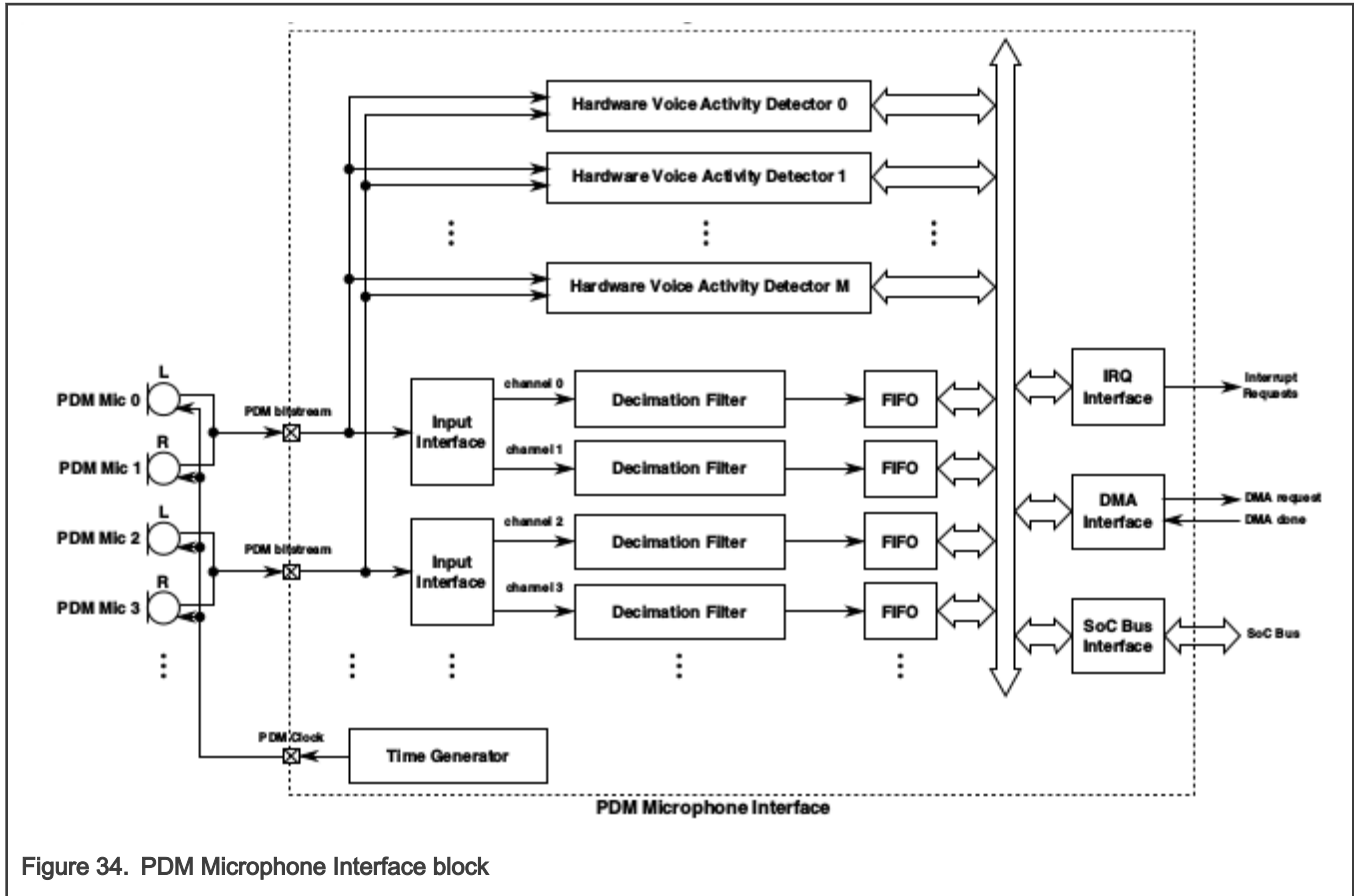 Hardware Voice Activity Detector 0
Hardware Voice Activity Detector 1
Hardware Voice Activity Detector M
L
PDM Mic 0
R
PDM Mic 1
L
PDM Mic 2
R
PDM Mic 3
PDM bitstream
PDM bitstream
Input
Interface
channel 0
Decimation Filter
FIFO
channel 1
Decimation Filter
FIFO
Input
Interface
channel 2
Decimation Filter
FIFO
channel 3
Decimation Filter
FIFO
IRQ
Interface
Interrupt
Requests
DMA
Interface
DMA request
DMA done
SoC Bus
Interface
SoC Bus
PDM Clock
Time Generator
PDM Microphone Interface
Figure 34. PDM Microphone Interface block